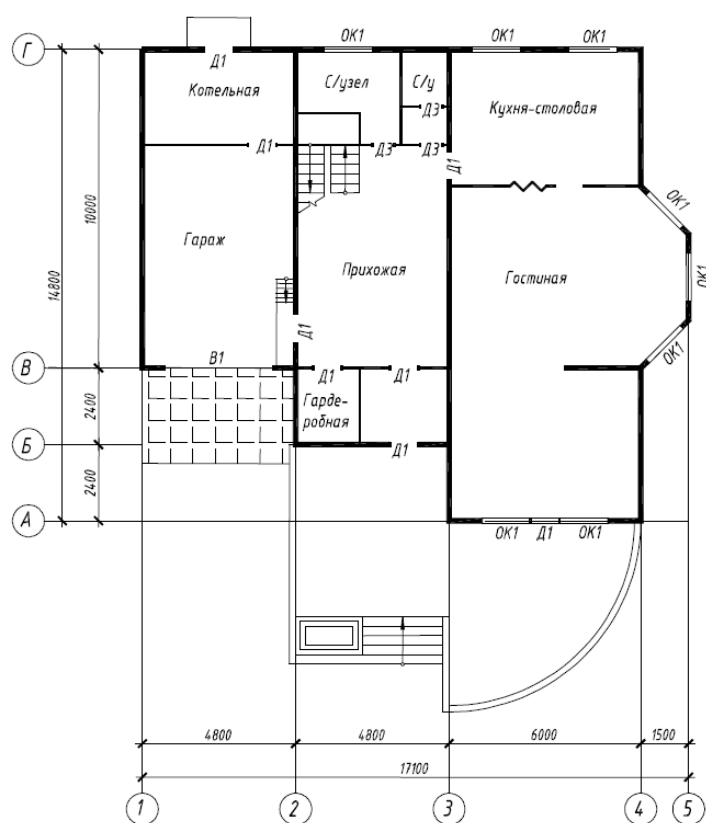 ОК1
ОК1
ОК1
Г
Д1
С/узел
С/у
Котельная
Д3
Кухня-столовая
Д1
Д3
Д3
Д1
ОК1
10000
14800
Гараж
Прихожая
Гостиная
ОК1
Д1
В1
ОК1
В
Д1
Д1
2400
Гарде-
робная
Б
Д1
2400
А
ОК1
Д1
ОК1
4800
4800
6000
1500
17100
1
2
3
4
5